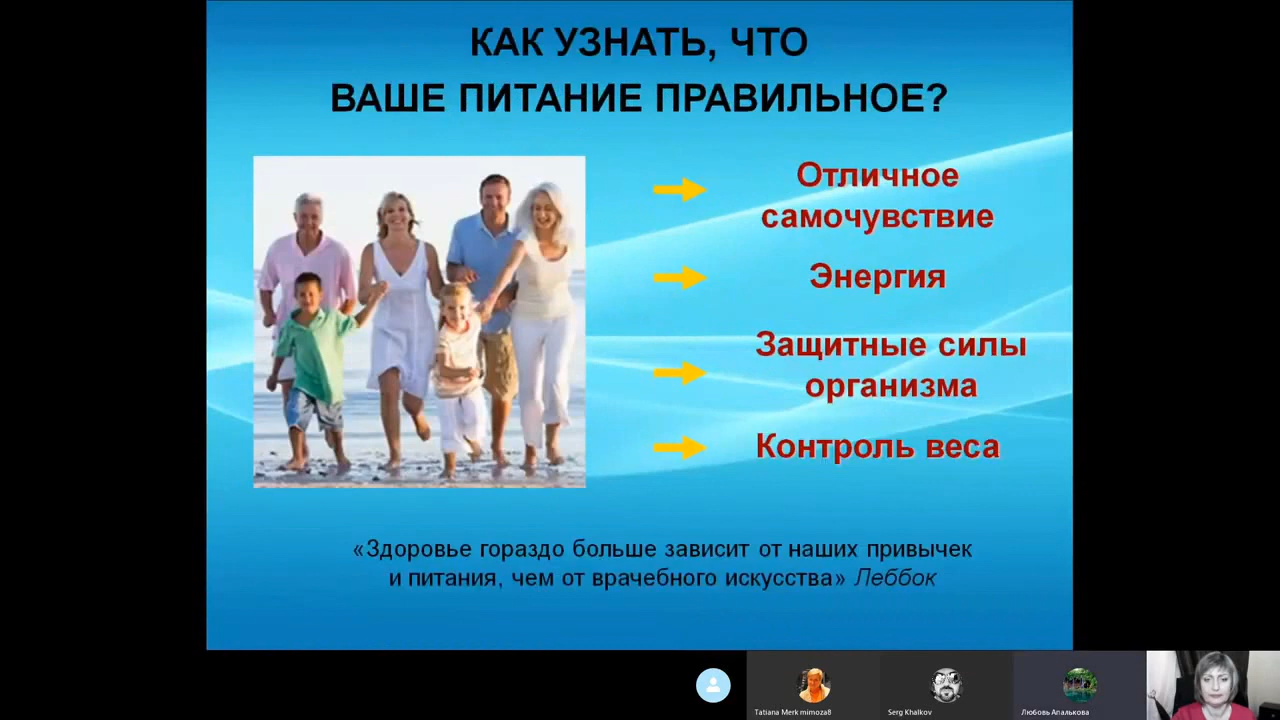 КАК УЗНАТЬ, ЧТО
ВАШЕ ПИТАНИЕ ПРАВИЛЬНОЕ?
Отличное
самочувствие
Энергия
Защитные силы
организма
Контроль веса
«Здоровье гораздо больше зависит от наших привычек
и питания, чем от врачебного искусства» Леббок
Tatiana Merk mimoza8
Serg Khalkov
Любовь Апалькова